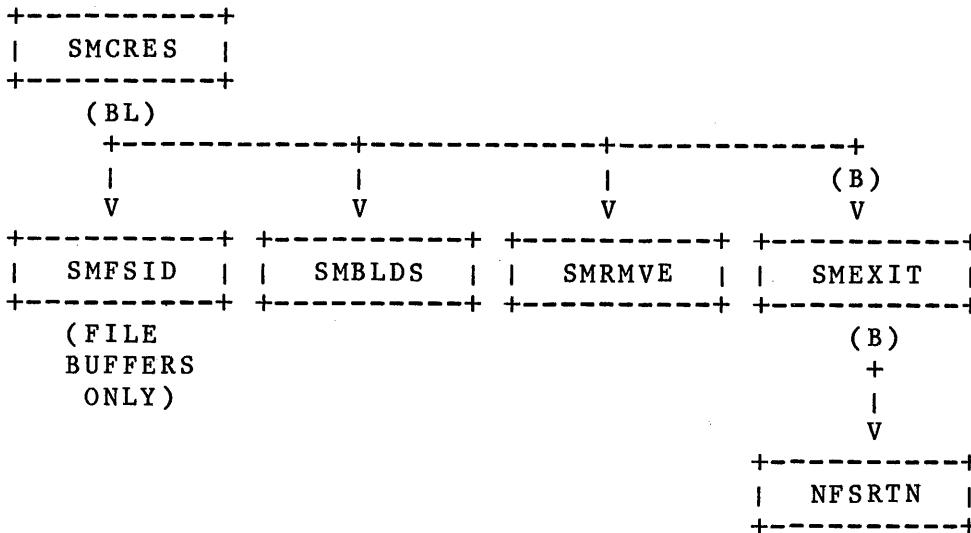 SMCRES
(BL)
(B)
V V V V
SMFSID SMBLDS SMRMVE SMEXIT
(FILE (B)
BUFFERS
ONLY)
V
NFSRTN